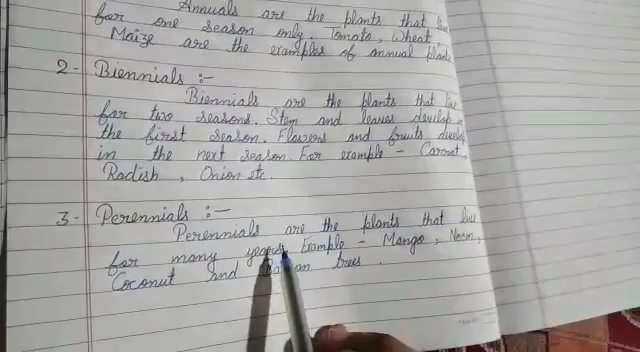 Annuals are the plants that live
for one season only. Tomato, Wheat,
Maize are the examples of annual plants
2- Biennials :-
Biennials are the plants that live
for two seasons. Stem and leaves develop in
the first season. Flowers and fruits develop
in the next season. For example - Carrot,
Radish, Onion etc.
3- Perennials :-
Perennials are the plants that live
for many years. Example - Mango, Neem,
Coconut and trees.